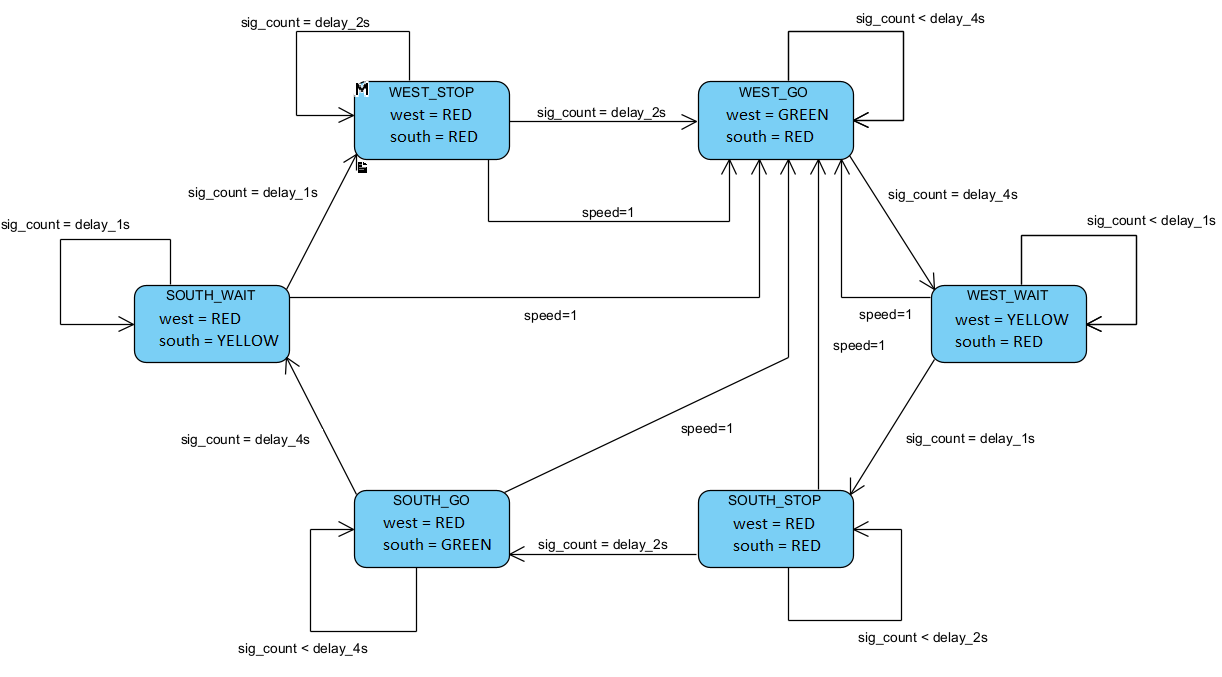 sig_count = delay_2s
sig_count < delay_4s
WEST_STOP
west = RED
south = RED
sig_count = delay_2s
WEST_GO
west = GREEN
south = RED
sig_count = delay_1s
speed=1
sig_count = delay_4s
sig_count = delay_1s
sig_count < delay_1s
SOUTH_WAIT
west = RED
south = YELLOW
speed=1
speed=1
WEST_WAIT
west = YELLOW
south = RED
speed=1
sig_count = delay_4s
speed=1
sig_count = delay_1s
SOUTH_GO
west = RED
south = GREEN
sig_count = delay_2s
SOUTH_STOP
west = RED
south = RED
sig_count < delay_4s
sig_count < delay_2s